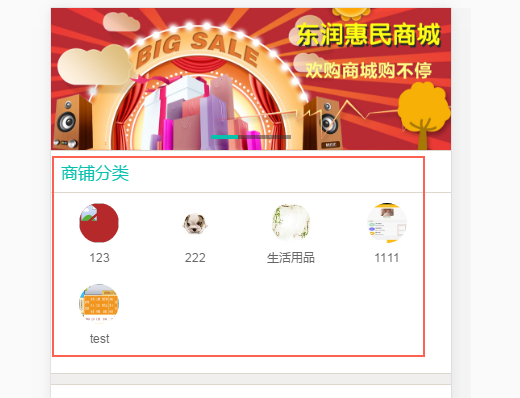 BIG SALE
东润惠民商城
欢购商城购不停
商铺分类
123
222
生活用品
1111
test